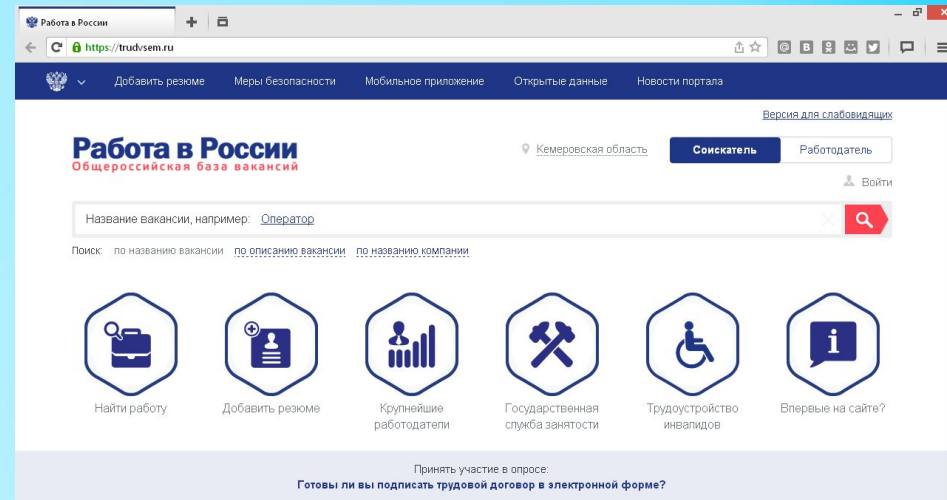 Работа в России
https://trudvsem.ru
Добавить резюме Меры безопасности Мобильное приложение Открытые данные Новости портала
Версия для слабовидящих
Работа в России
Общероссийская база вакансий
Кемеровская область Соискатель Работодатель
Войти
Название вакансии, например: Оператор
Поиск: по названию вакансии по описанию вакансии по названию компании
Найти работу Добавить резюме Крупнейшие Государственная Трудоустройство Впервые на сайте?
работодатели служба занятости инвалидов
Принять участие в опросе:
Готовы ли вы подписать трудовой договор в электронной форме?